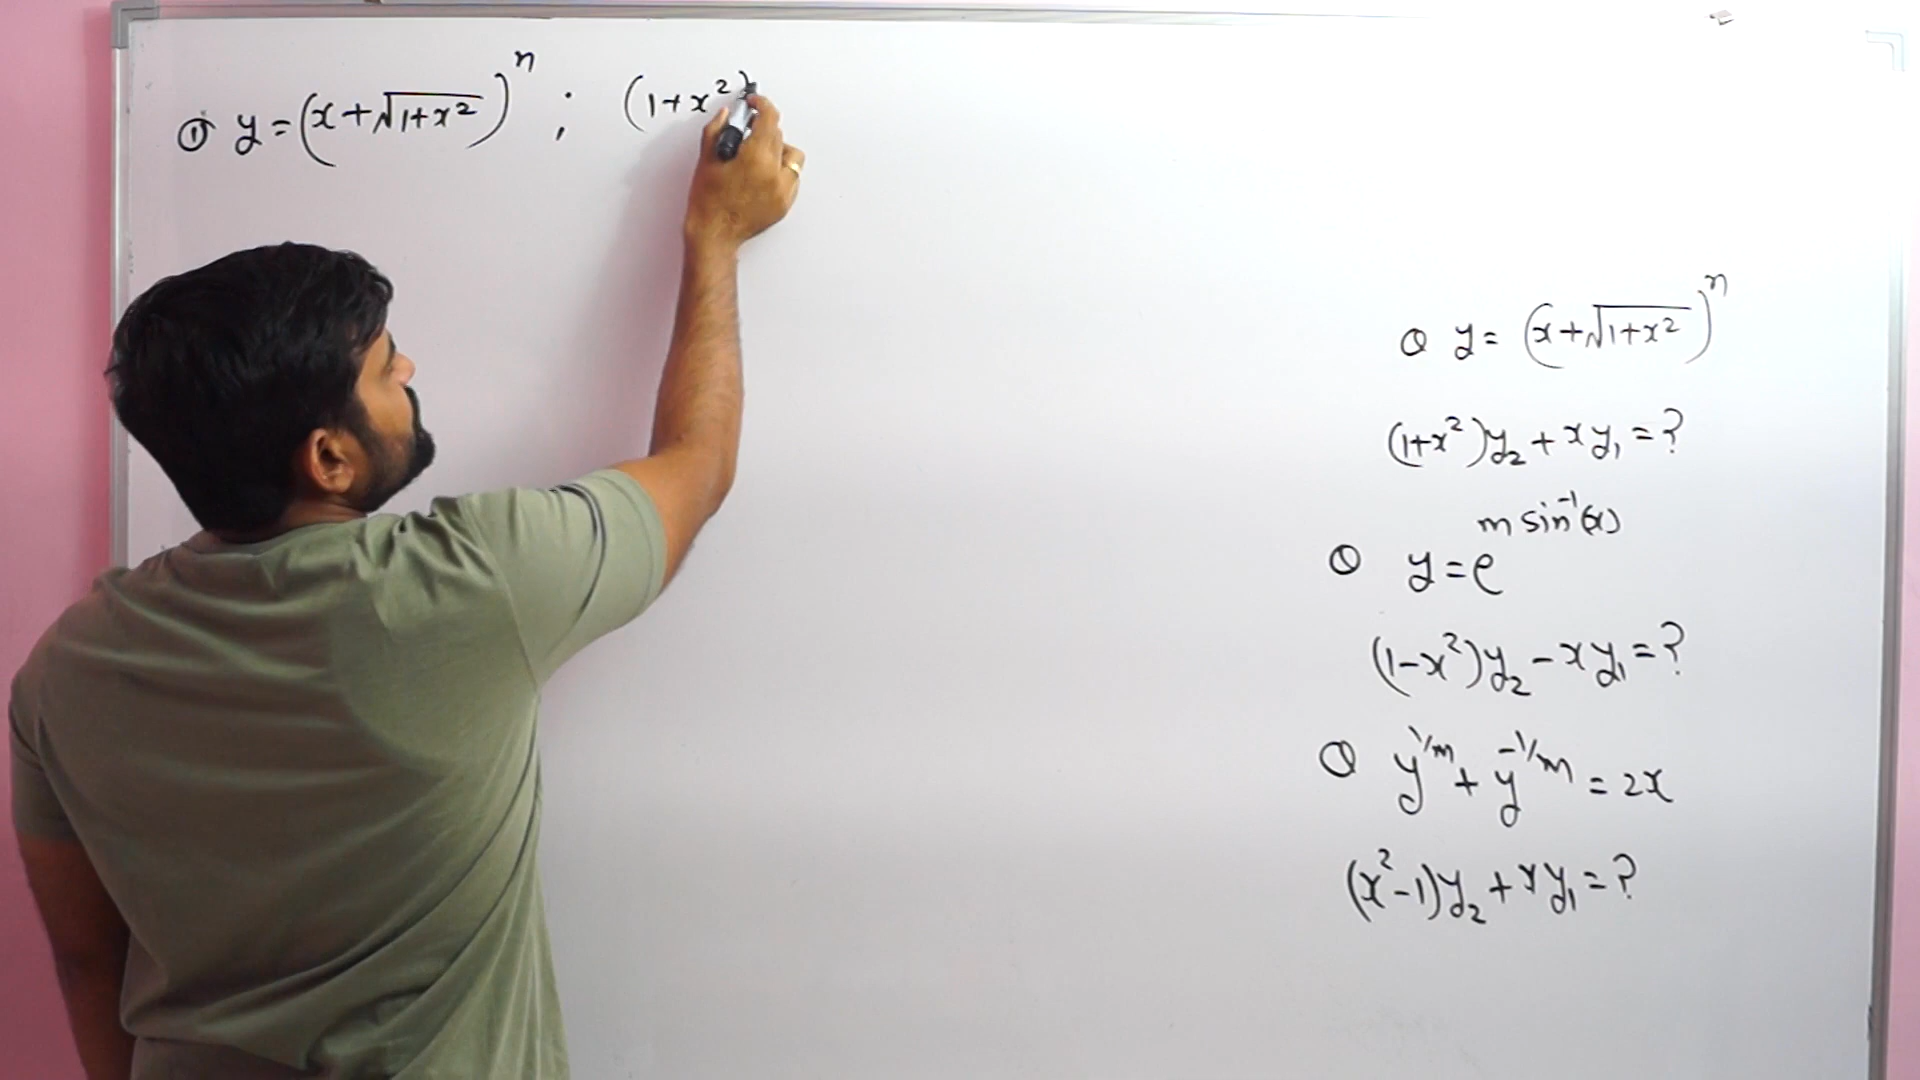 ① y = (x + √(1+x²))ⁿ ; (1+x²)
Q y = (x + √(1+x²))ⁿ
(1+x²)y₂ + xy₁ = ?
Q y = e^(m sin⁻¹(x))
(1-x²)y₂ - xy₁ = ?
Q y^(1/m) + y^(-1/m) = 2x
(x²-1)y₂ + xy₁ = ?